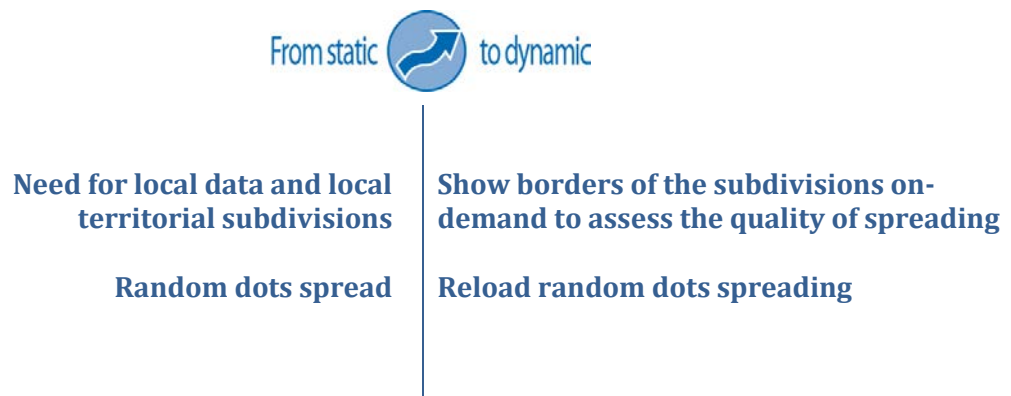 From static to dynamic
Need for local data and local
territorial subdivisions
Show borders of the subdivisions on-
demand to assess the quality of spreading
Random dots spread
Reload random dots spreading